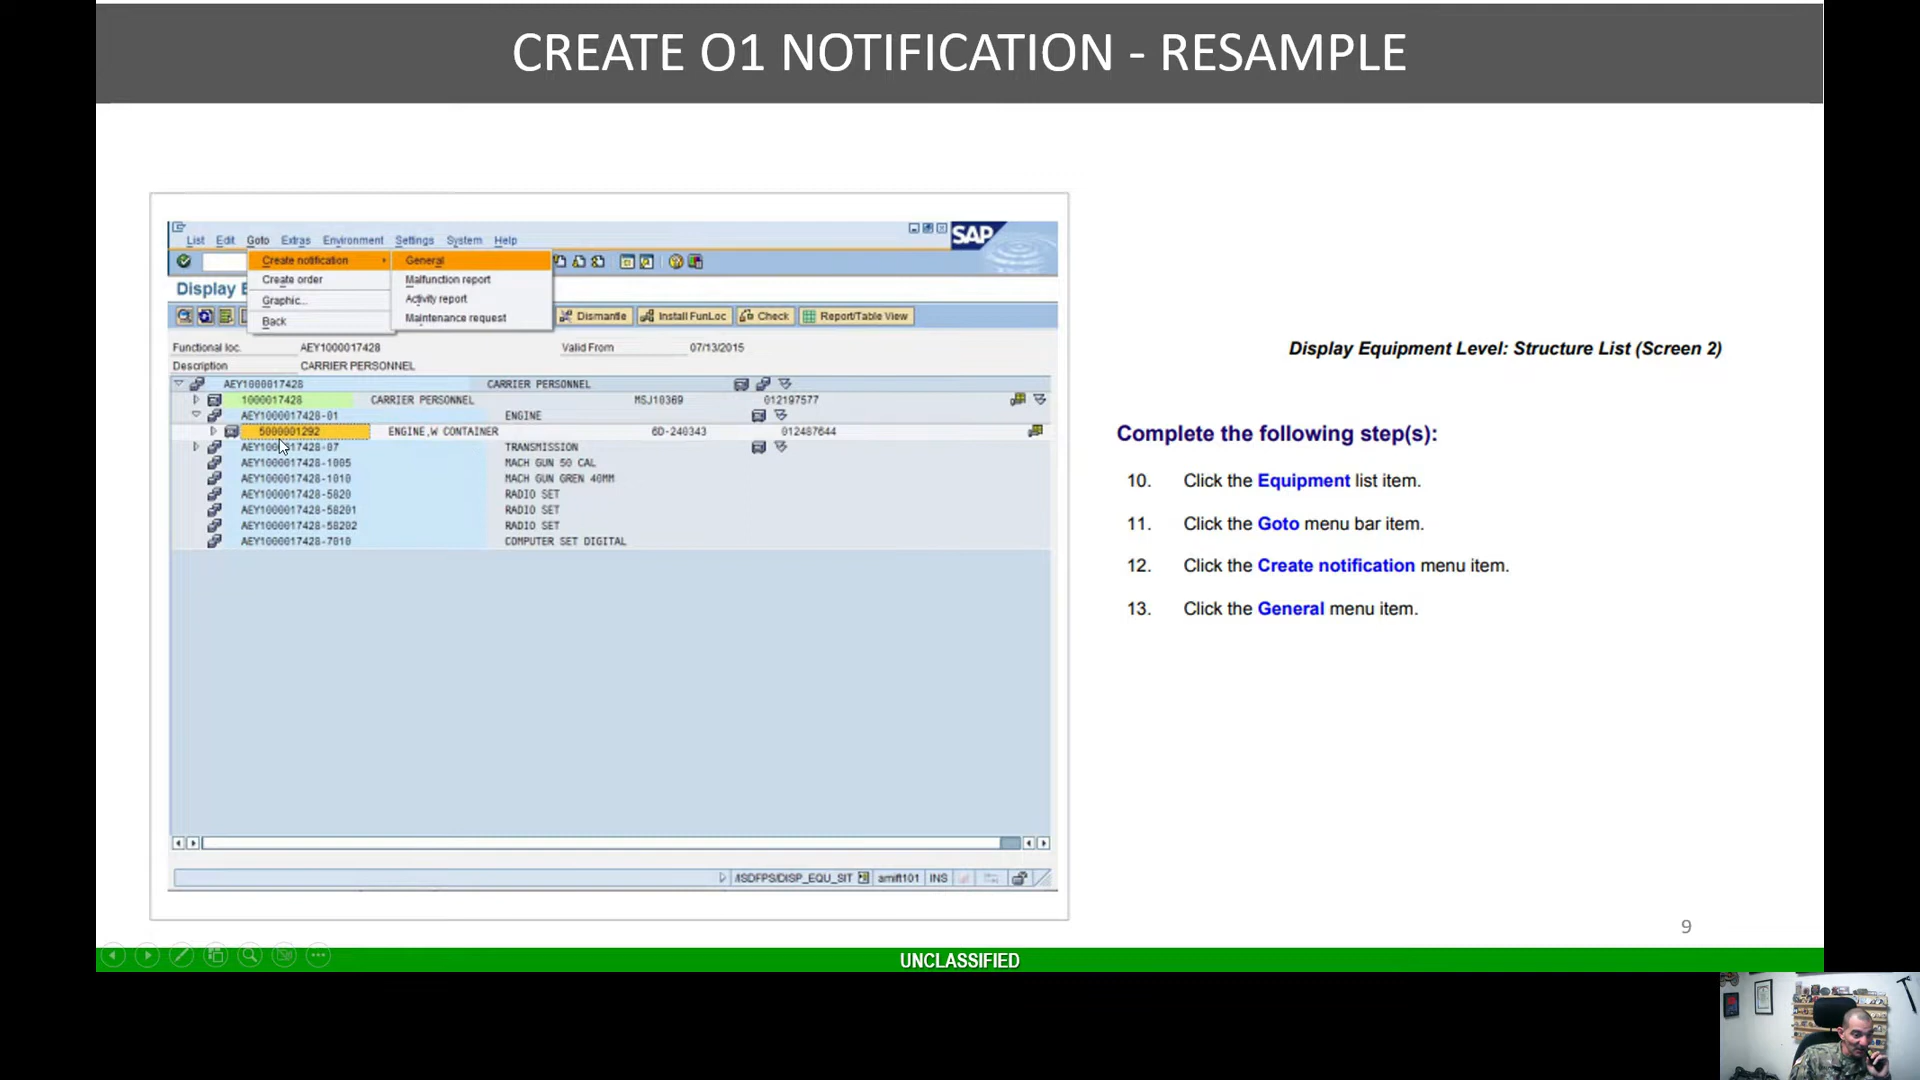 CREATE O1 NOTIFICATION - RESAMPLE
List Edit Goto Extras Environment Settings System Help
SAP
Create notification
General
Create order
Malfunction report
Display E
Activity report
Graphic...
Maintenance request
Back
Dismantle Install FunLoc Check Report/Table View
Functional loc. AEY1000017428 Valid From 07/13/2015
Description CARRIER PERSONNEL
AEY1000017428 CARRIER PERSONNEL
1000017428 CARRIER PERSONNEL MSJ10369 012197577
AEY1000017428-01 ENGINE
5000001292 ENGINE,W CONTAINER 6D-240343 012487644
AEY1000017428-07 TRANSMISSION
AEY1000017428-1005 MACH GUN 50 CAL
AEY1000017428-1010 MACH GUN GREN 40MM
AEY1000017428-5820 RADIO SET
AEY1000017428-58201 RADIO SET
AEY1000017428-58202 RADIO SET
AEY1000017428-7010 COMPUTER SET DIGITAL
/ISDFPS/DISP_EQU_SIT amift101 INS
Display Equipment Level: Structure List (Screen 2)
Complete the following step(s):
10. Click the Equipment list item.
11. Click the Goto menu bar item.
12. Click the Create notification menu item.
13. Click the General menu item.
9
UNCLASSIFIED